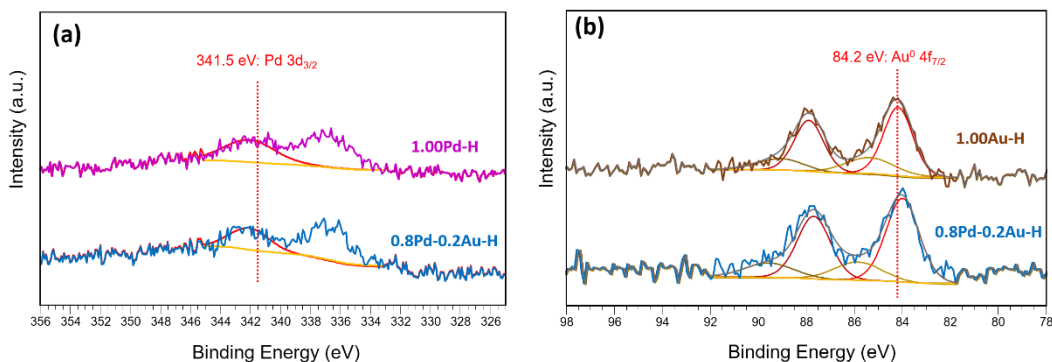 (a)
341.5 eV: Pd 3d3/2
1.00Pd-H
0.8Pd-0.2Au-H
Intensity (a.u.)
356 354 352 350 348 346 344 342 340 338 336 334 332 330 328 326
Binding Energy (eV)
(b)
84.2 eV: Au⁰ 4f7/2
1.00Au-H
0.8Pd-0.2Au-H
Intensity (a.u.)
98 96 94 92 90 88 86 84 82 80 78
Binding Energy (eV)